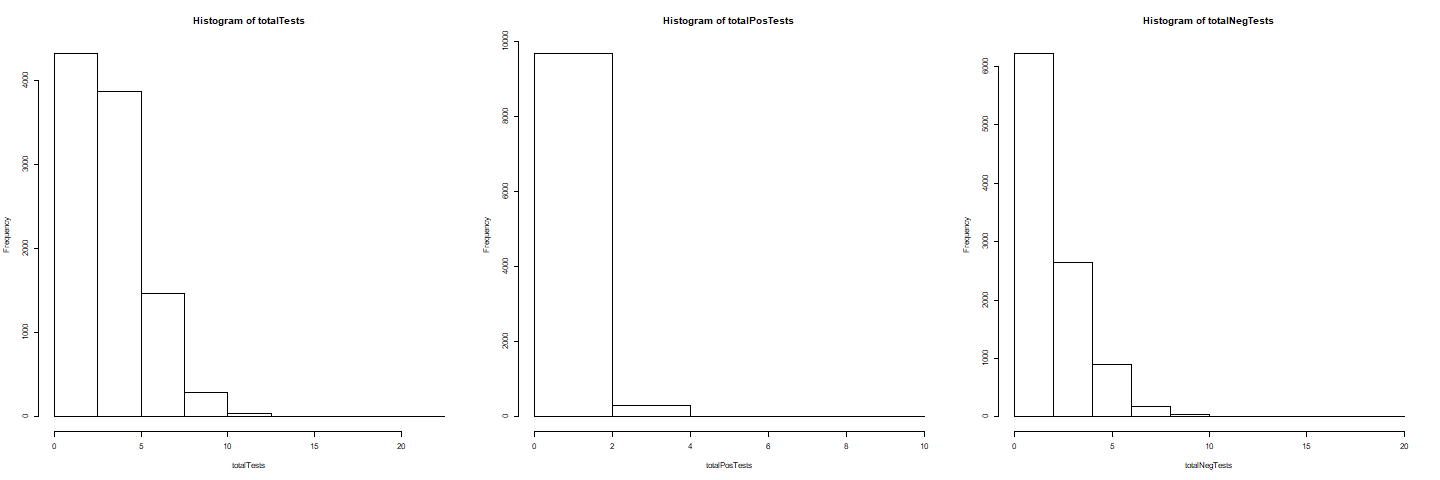 Histogram of totalTests
Frequency
4000
3000
2000
1000
0
0 5 10 15 20
totalTests
Histogram of totalPosTests
Frequency
10000
8000
6000
4000
2000
0
0 2 4 6 8 10
totalPosTests
Histogram of totalNegTests
Frequency
6000
5000
4000
3000
2000
1000
0
0 5 10 15 20
totalNegTests